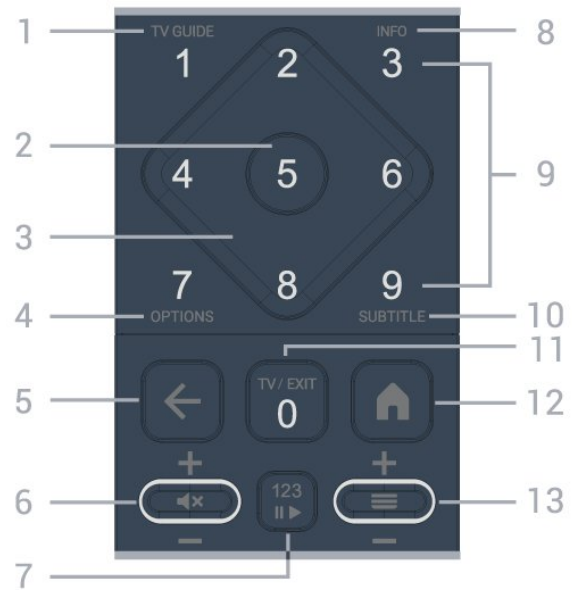 1 TV GUIDE INFO 8
1 2 3
2
4 5 6 9
3
7 8 9
4 OPTIONS SUBTITLE 10
11
TV / EXIT
5 0 12
+ +
6 123 13
− −
7